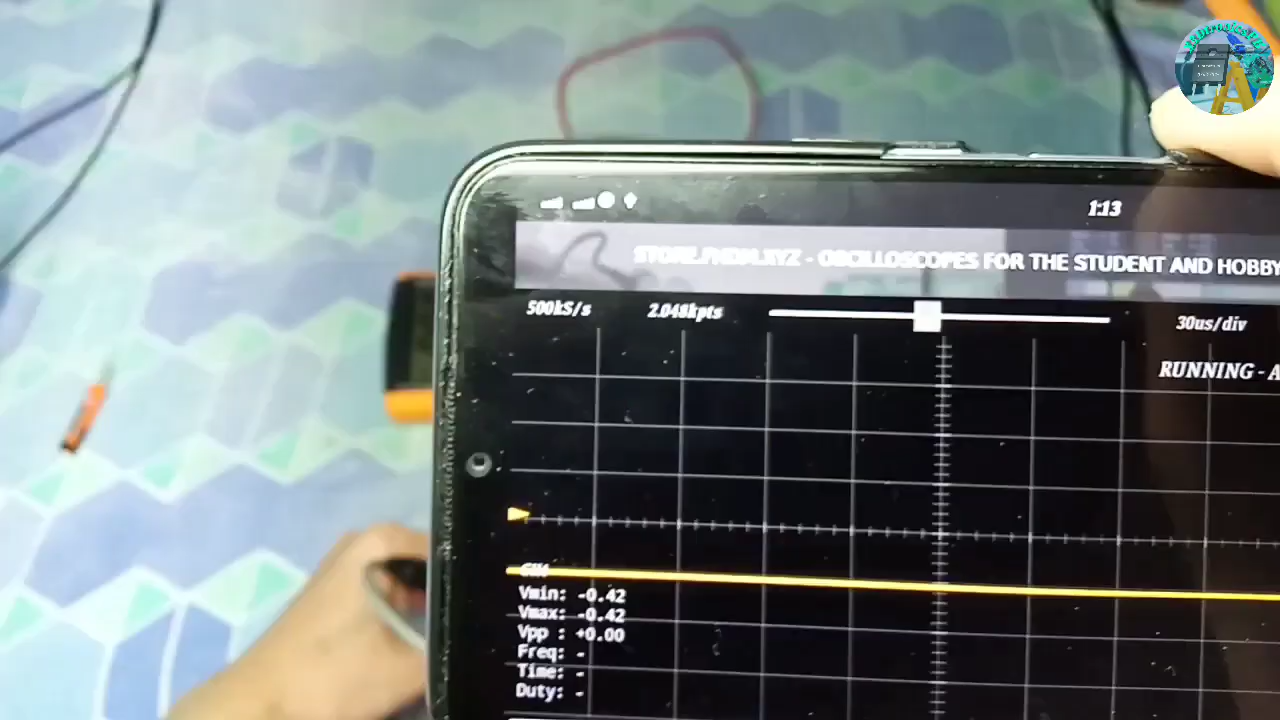 1:13
- OSCILLOSCOPES FOR THE STUDENT AND HOBBY
500kS/s 2.048kpts 30us/div
RUNNING - A
Vmin: -0.42
Vmax: -0.42
Vpp : +0.00
Freq: -
Time: -
Duty: -